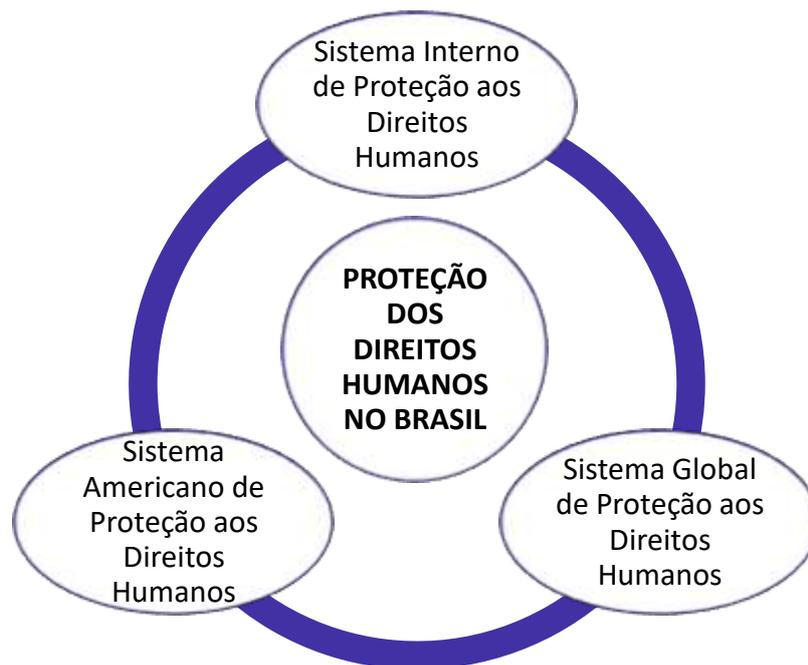 Sistema Interno
de Proteção aos
Direitos
Humanos
PROTEÇÃO
DOS
DIREITOS
HUMANOS
NO BRASIL
Sistema
Americano de
Proteção aos
Direitos
Humanos
Sistema Global
de Proteção aos
Direitos
Humanos